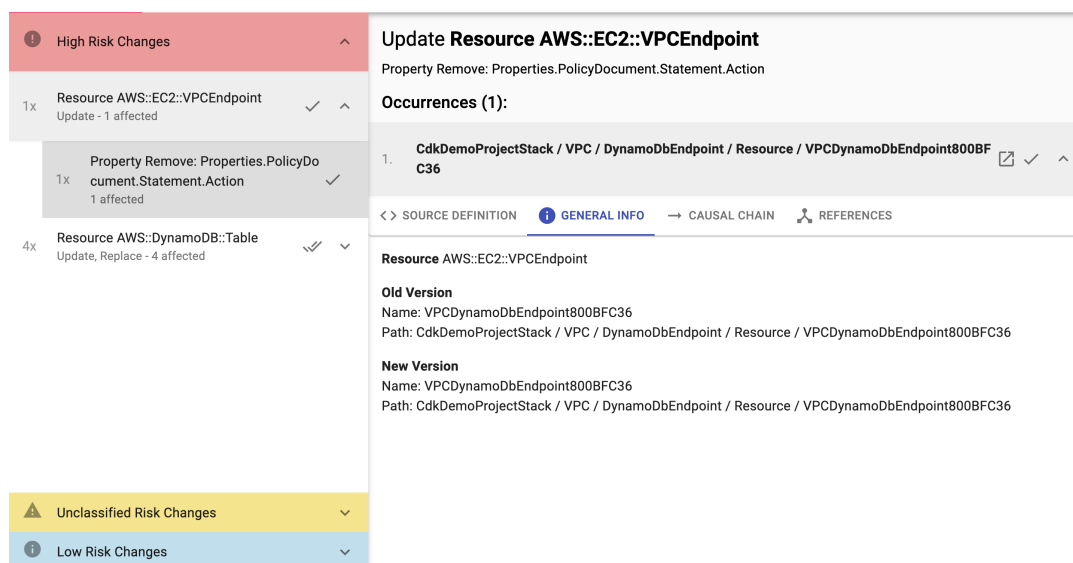 High Risk Changes
1x
Resource AWS::EC2::VPCEndpoint
Update - 1 affected
1x
Property Remove: Properties.PolicyDo
cument.Statement.Action
1 affected
4x
Resource AWS::DynamoDB::Table
Update, Replace - 4 affected
Unclassified Risk Changes
Low Risk Changes
Update Resource AWS::EC2::VPCEndpoint
Property Remove: Properties.PolicyDocument.Statement.Action
Occurrences (1):
1.
CdkDemoProjectStack / VPC / DynamoDbEndpoint / Resource / VPCDynamoDbEndpoint800BF
C36
SOURCE DEFINITION GENERAL INFO CAUSAL CHAIN REFERENCES
Resource AWS::EC2::VPCEndpoint
Old Version
Name: VPCDynamoDbEndpoint800BFC36
Path: CdkDemoProjectStack / VPC / DynamoDbEndpoint / Resource / VPCDynamoDbEndpoint800BFC36
New Version
Name: VPCDynamoDbEndpoint800BFC36
Path: CdkDemoProjectStack / VPC / DynamoDbEndpoint / Resource / VPCDynamoDbEndpoint800BFC36